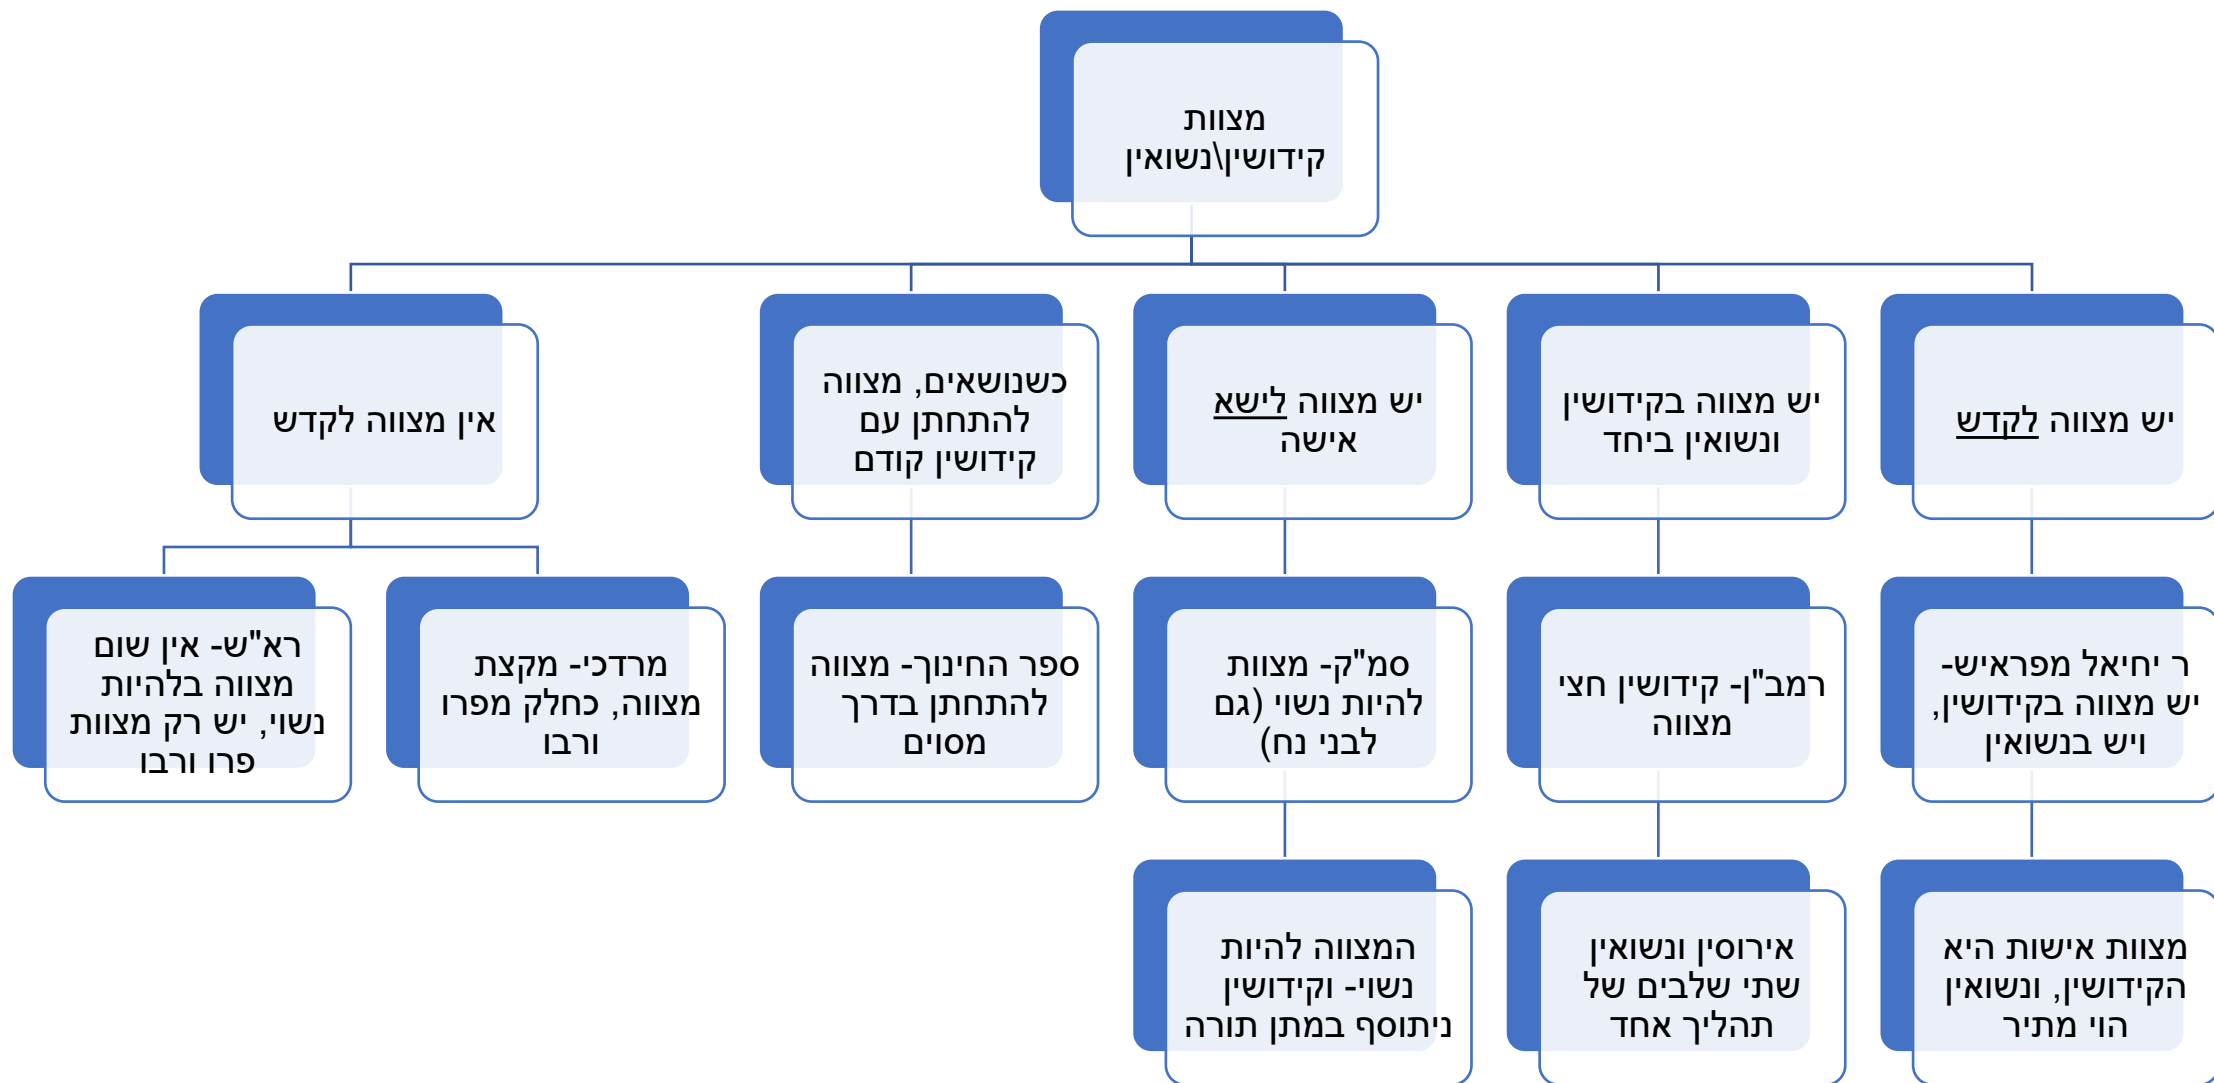 מצוות
קידושין\נשואין
יש מצווה לקדש
יש מצווה בקידושין
ונשואין ביחד
יש מצווה לישא
אישה
כשנושאים, מצווה
להתחתן עם
קידושין קודם
אין מצווה לקדש
ר יחיאל מפראיש-
יש מצווה בקידושין,
ויש בנשואין
רמב"ן- קידושין חצי
מצווה
סמ"ק- מצוות
להיות נשוי (גם
לבני נח)
ספר החינוך- מצווה
להתחתן בדרך
מסוים
מרדכי- מקצת
מצווה, כחלק מפרו
ורבו
רא"ש- אין שום
מצווה בלהיות
נשוי, יש רק מצוות
פרו ורבו
מצוות אישות היא
הקידושין, ונשואין
הוי מתיר
אירוסין ונשואין
שתי שלבים של
תהליך אחד
המצווה להיות
נשוי- וקידושין
ניתוסף במתן תורה